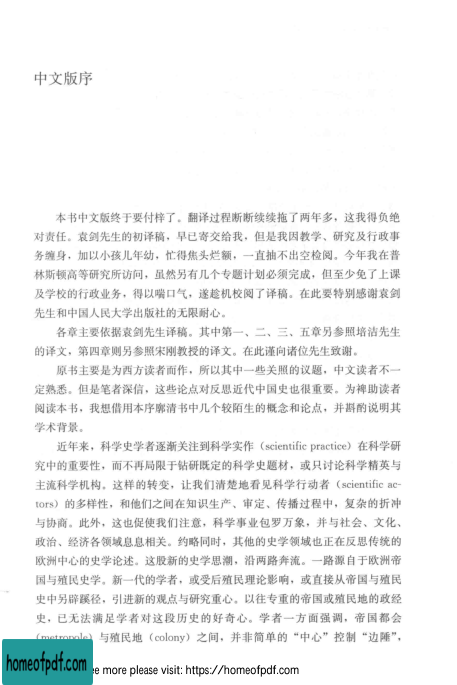 中文版序
本书中文版终于要付梓了。翻译过程断断续续拖了两年多，这我得负绝
对责任。袁剑先生的初译稿，早已寄交给我，但是我因教学、研究及行政事
务缠身，加以小孩儿年幼，忙得焦头烂额，一直抽不出空检阅。今年我在普
林斯顿高等研究所访问，虽然另有几个专题计划必须完成，但至少免了上课
及学校的行政业务，得以喘口气，遂趁机校阅了译稿。在此要特别感谢袁剑
先生和中国人民大学出版社的无限耐心。
各章主要依据袁剑先生译稿。其中第一、二、三、五章另参照培洁先生
的译文，第四章则另参照宋刚教授的译文。在此谨向诸位先生致谢。
原书主要是为西方读者而作，所以其中一些关照的议题，中文读者不一
定熟悉。但是笔者深信，这些论点对反思近代中国史也很重要。为裨助读者
阅读本书，我想借用本序廓清书中几个较陌生的概念和论点，并斟酌说明其
学术背景。
近年来，科学史学者逐渐关注到科学实作（scientific practice）在科学研
究中的重要性，而不再局限于钻研既定的科学史题材，或只讨论科学精英与
主流科学机构。这样的转变，让我们清楚地看见科学行动者（scientific ac-
tors）的多样性，和他们之间在知识生产、审定、传播过程中，复杂的折冲
与协商。此外，这也促使我们注意，科学事业包罗万象，并与社会、文化、
政治、经济各领域息息相关。约略同时，其他的史学领域也正在反思传统的
欧洲中心的史学论述。这股新的史学思潮，沿两路奔流。一路源自于欧洲帝
国与殖民史学。新一代的学者，或受后殖民理论影响，或直接从帝国与殖民
史中另辟蹊径，引进新的观点与研究重心。以往专重的帝国或殖民地的政经
史，已无法满足学者对这段历史的好奇心。学者一方面强调，帝国都会
（metropole）与殖民地（colony）之间，并非简单的“中心”控制“边陲”，
homeofpdf.com
ee more please visit: https://homeofpdf.com